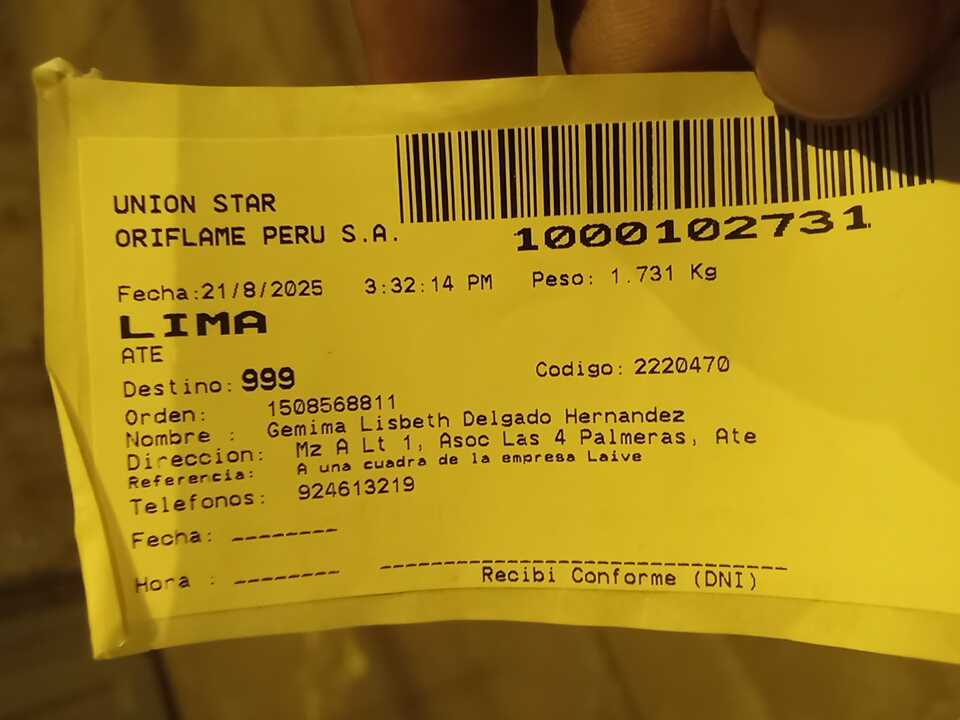 UNION STAR
ORIFLAME PERU S.A.
1000102731
Fecha:21/8/2025 3:32:14 PM Peso: 1.731 Kg
LIMA
ATE
Destino: 999 Codigo: 2220470
Orden: 1508568811
Nombre : Gemima Lisbeth Delgado Hernandez
Direccion: Mz A Lt 1, Asoc Las 4 Palmeras, Ate
Referencia: A una cuadra de la empresa Laive
Telefonos: 924613219
Fecha: --------
Hora : --------
Recibi Conforme (DNI)